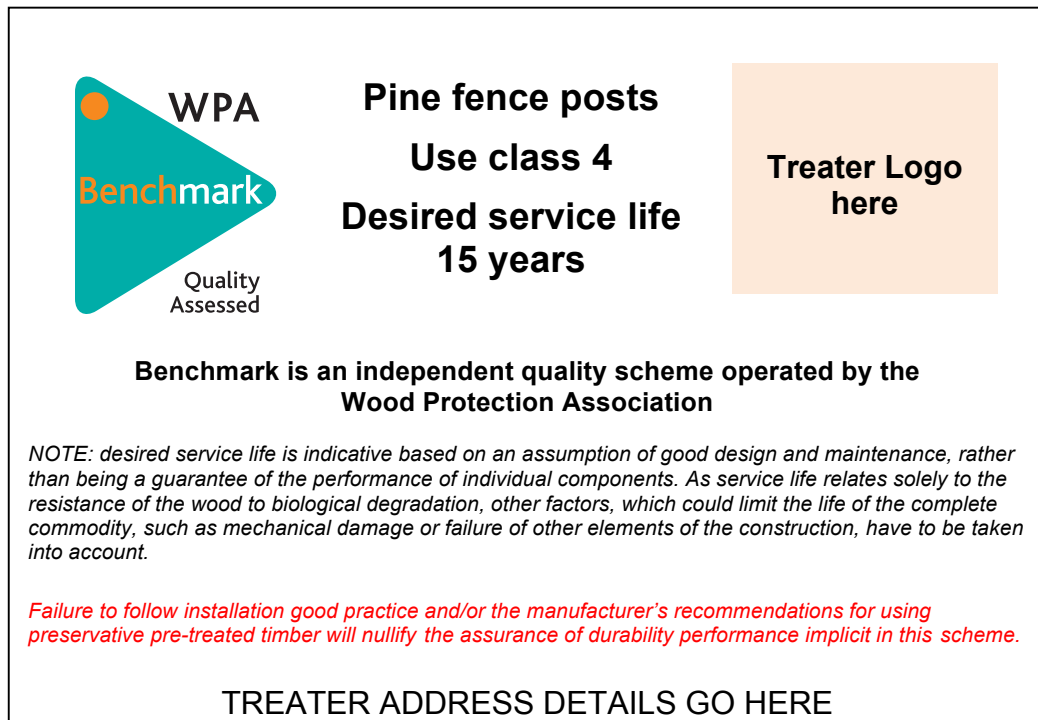 WPA
Benchmark
Quality
Assessed
Pine fence posts
Use class 4
Desired service life
15 years
Treater Logo
here
Benchmark is an independent quality scheme operated by the
Wood Protection Association
NOTE: desired service life is indicative based on an assumption of good design and maintenance, rather
than being a guarantee of the performance of individual components. As service life relates solely to the
resistance of the wood to biological degradation, other factors, which could limit the life of the complete
commodity, such as mechanical damage or failure of other elements of the construction, have to be taken
into account.
Failure to follow installation good practice and/or the manufacturer’s recommendations for using
preservative pre-treated timber will nullify the assurance of durability performance implicit in this scheme.
TREATER ADDRESS DETAILS GO HERE